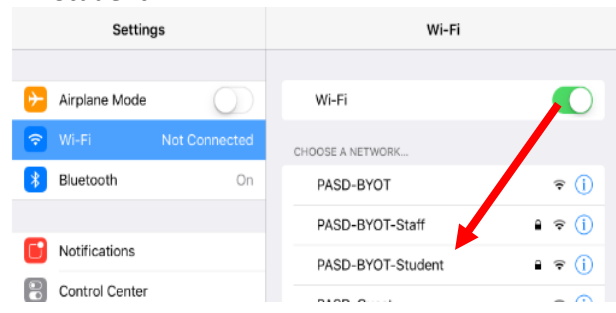 Settings
Wi-Fi
Airplane Mode
Wi-Fi Not Connected
Bluetooth On
Notifications
Control Center
Wi-Fi
CHOOSE A NETWORK...
PASD-BYOT
PASD-BYOT-Staff
PASD-BYOT-Student